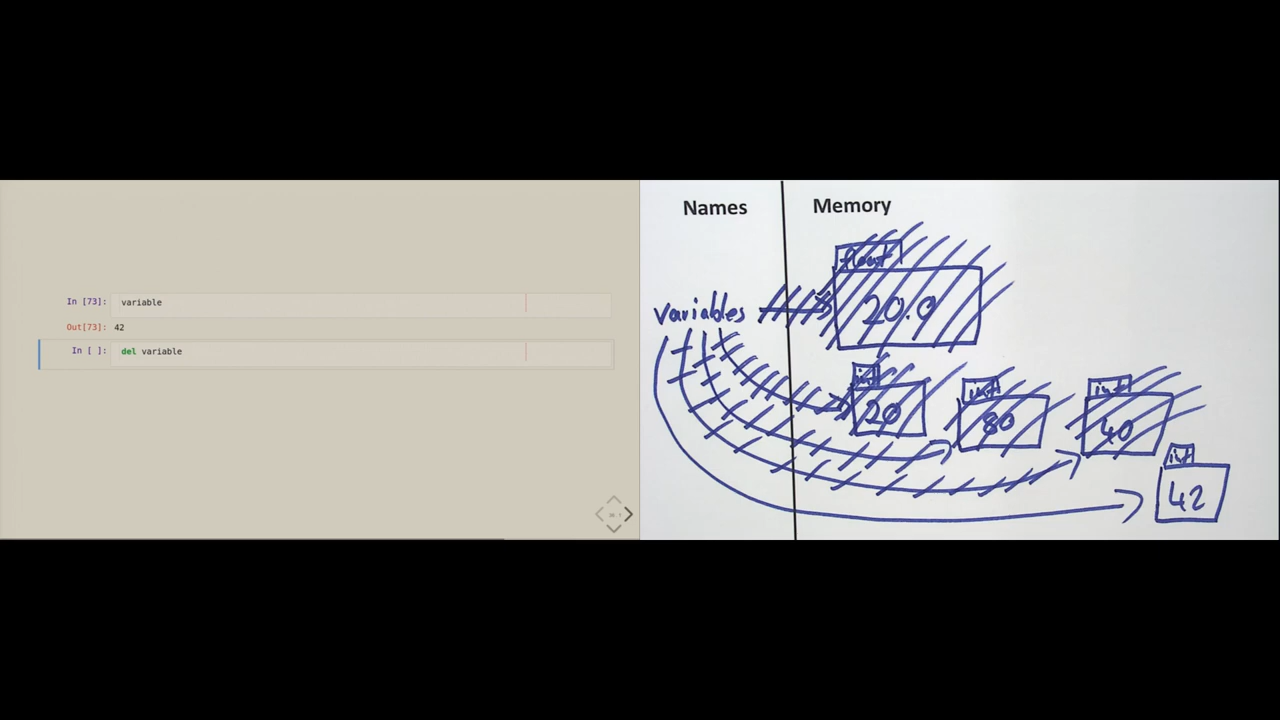 In [73]: variable
Out[73]: 42
In [ ]: del variable
Names Memory
float
variables 20.0
int int int
20 80 40
int
42